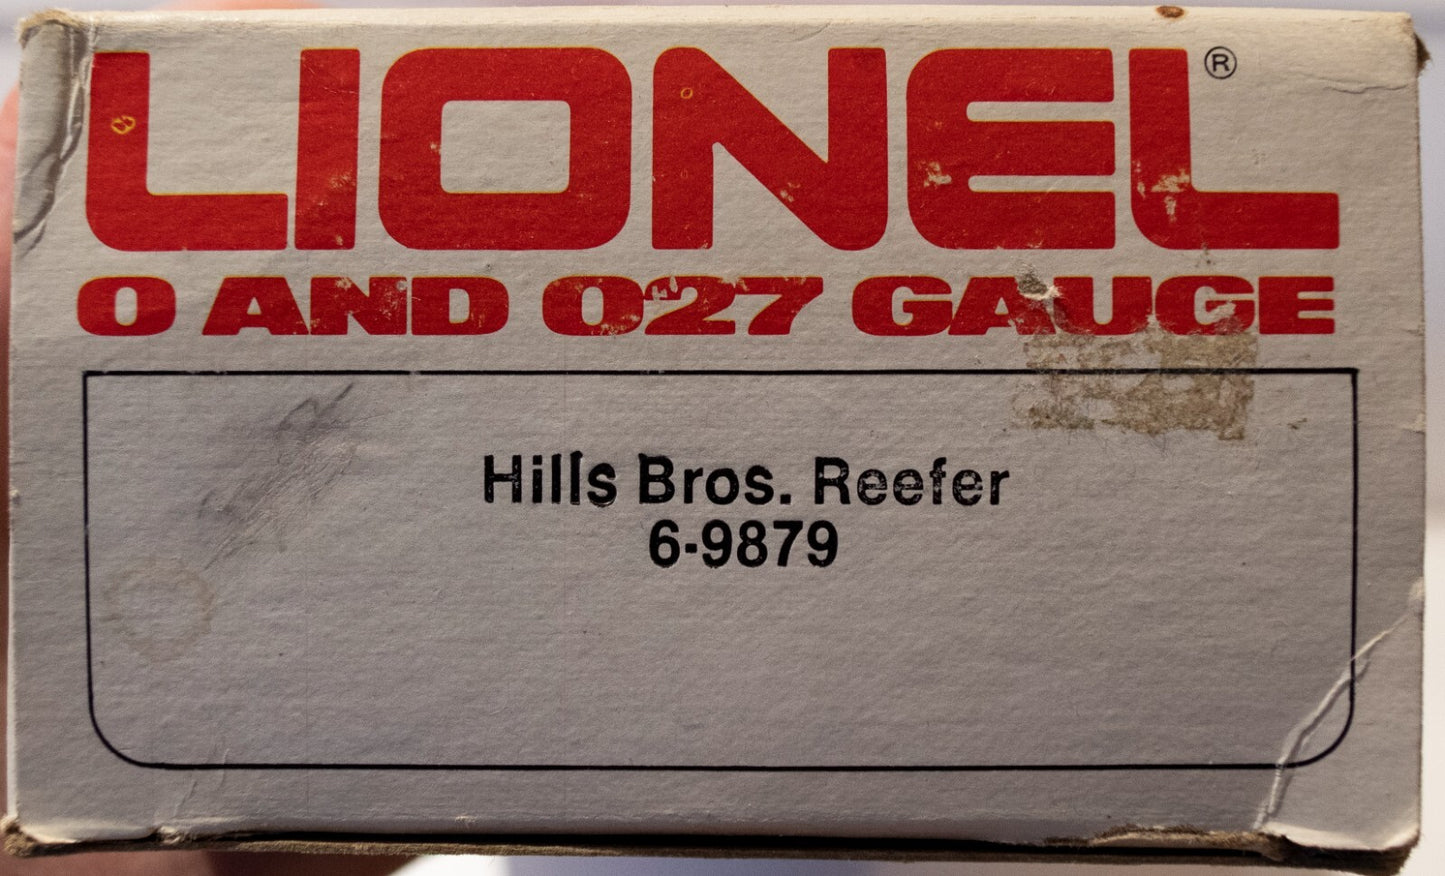 LIONEL®
O AND O27 GAUGE
Hills Bros. Reefer
6-9879